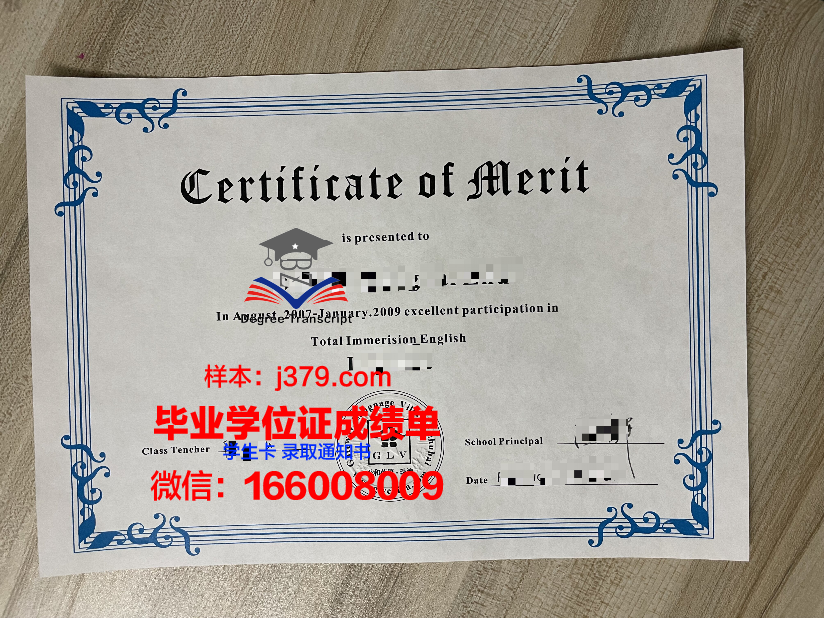 Certificate of Merit
is presented to
In August, 2007-January.2009 excellent participation in
Degree Transcript
Total Immerision English
样本：j379.com
毕业学位证成绩单
学生卡 录取通知书
Class Tencher
School Principal
GLV
微信：166008009
Date